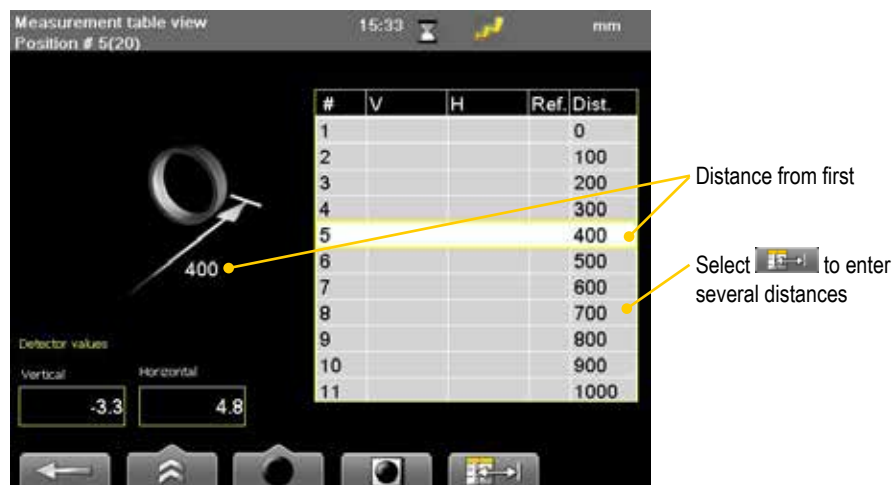 Measurement table view 15:33 mm
Position # 5(20)
# V H Ref. Dist.
1 0
2 100
3 200
4 300
5 400
6 500
7 600
8 700
9 800
10 900
11 1000
400
Detector values
Vertical Horizontal
-3.3 4.8
Distance from first
Select to enter
several distances